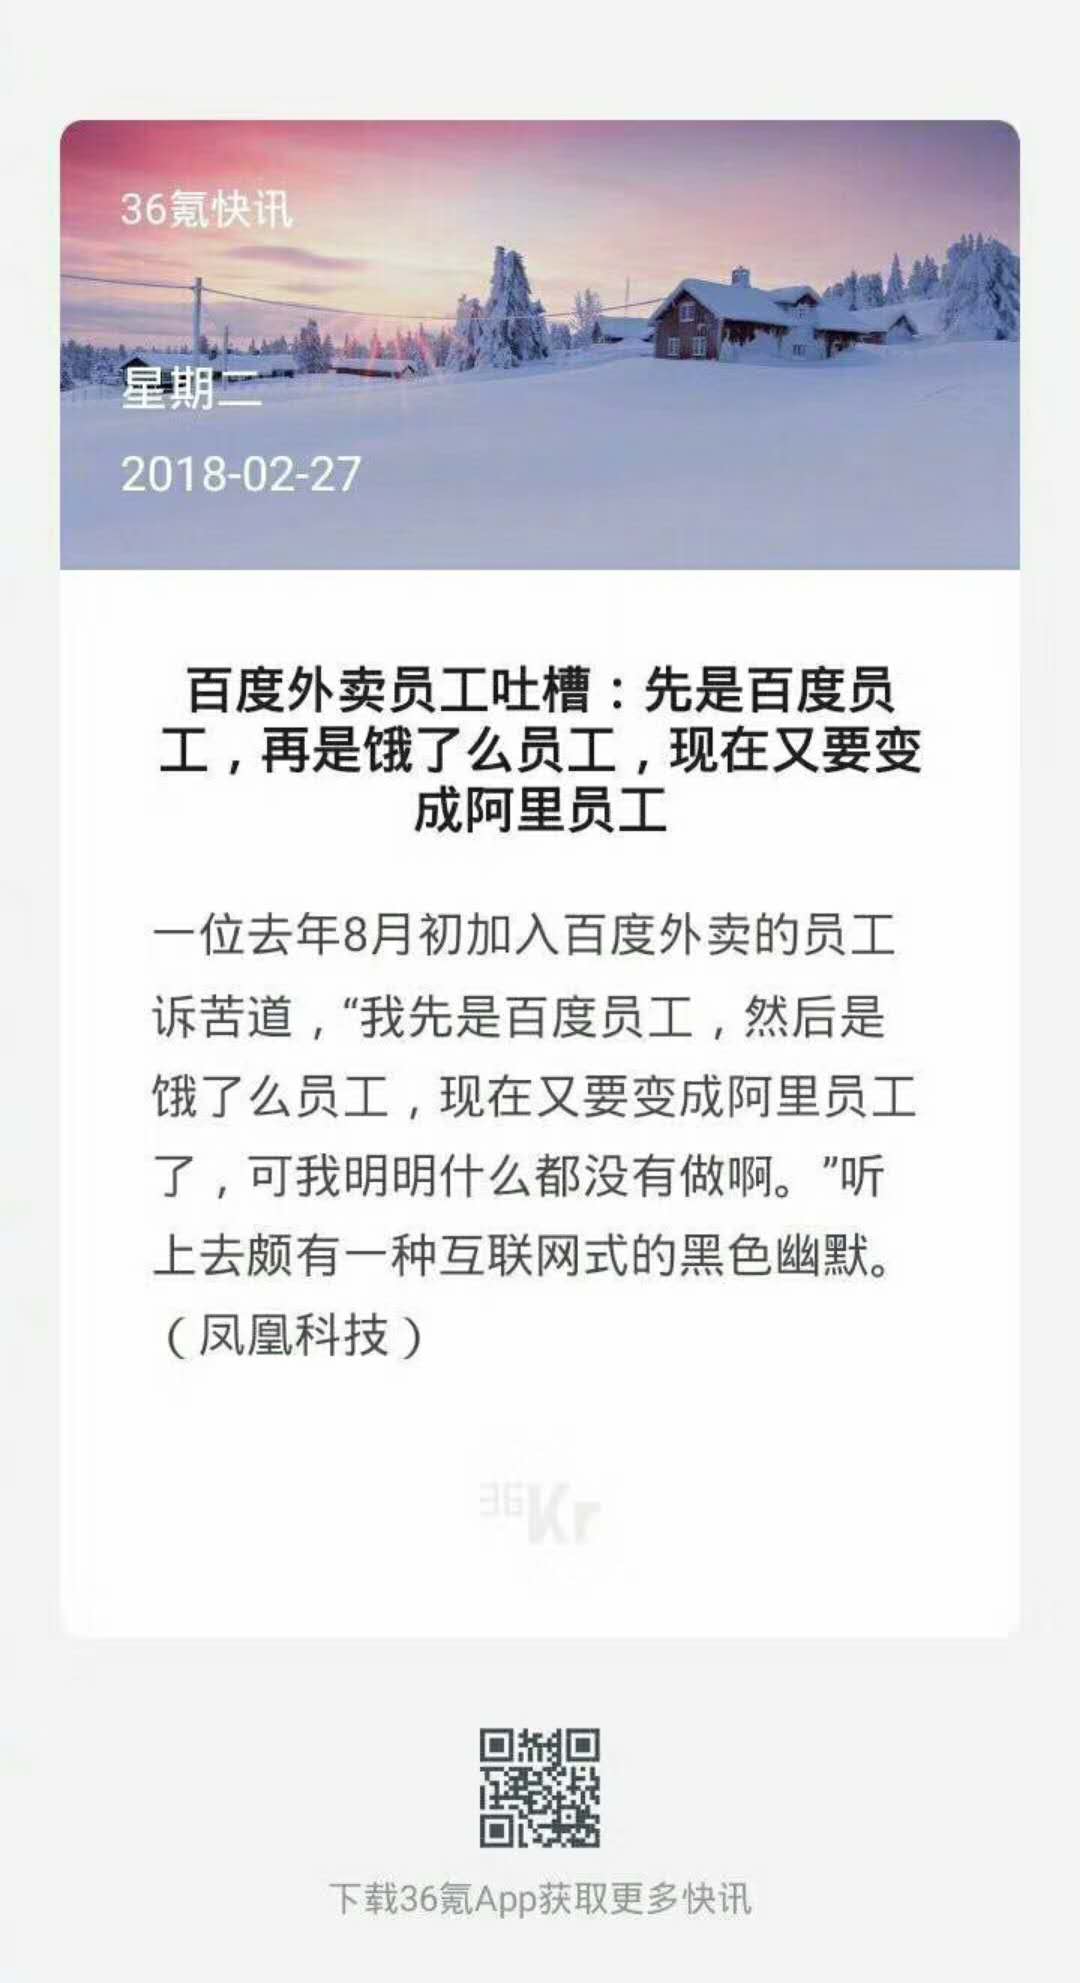 36氪快讯
星期二
2018-02-27
百度外卖员工吐槽：先是百度员
工，再是饿了么员工，现在又要变
成阿里员工
一位去年8月初加入百度外卖的员工
诉苦道，“我先是百度员工，然后是
饿了么员工，现在又要变成阿里员工
了，可我明明什么都没有做啊。”听
上去颇有一种互联网式的黑色幽默。
（凤凰科技）
36Kr
下载36氪App获取更多快讯